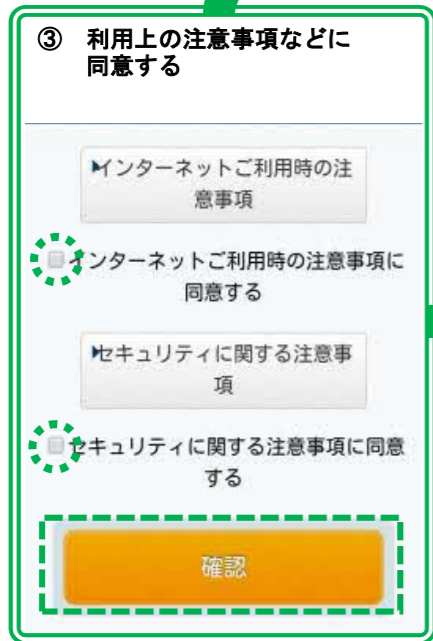 ③ 利用上の注意事項などに
同意する
インターネットご利用時の注
意事項
インターネットご利用時の注意事項に
同意する
セキュリティに関する注意事
項
セキュリティに関する注意事項に同意
する
確認